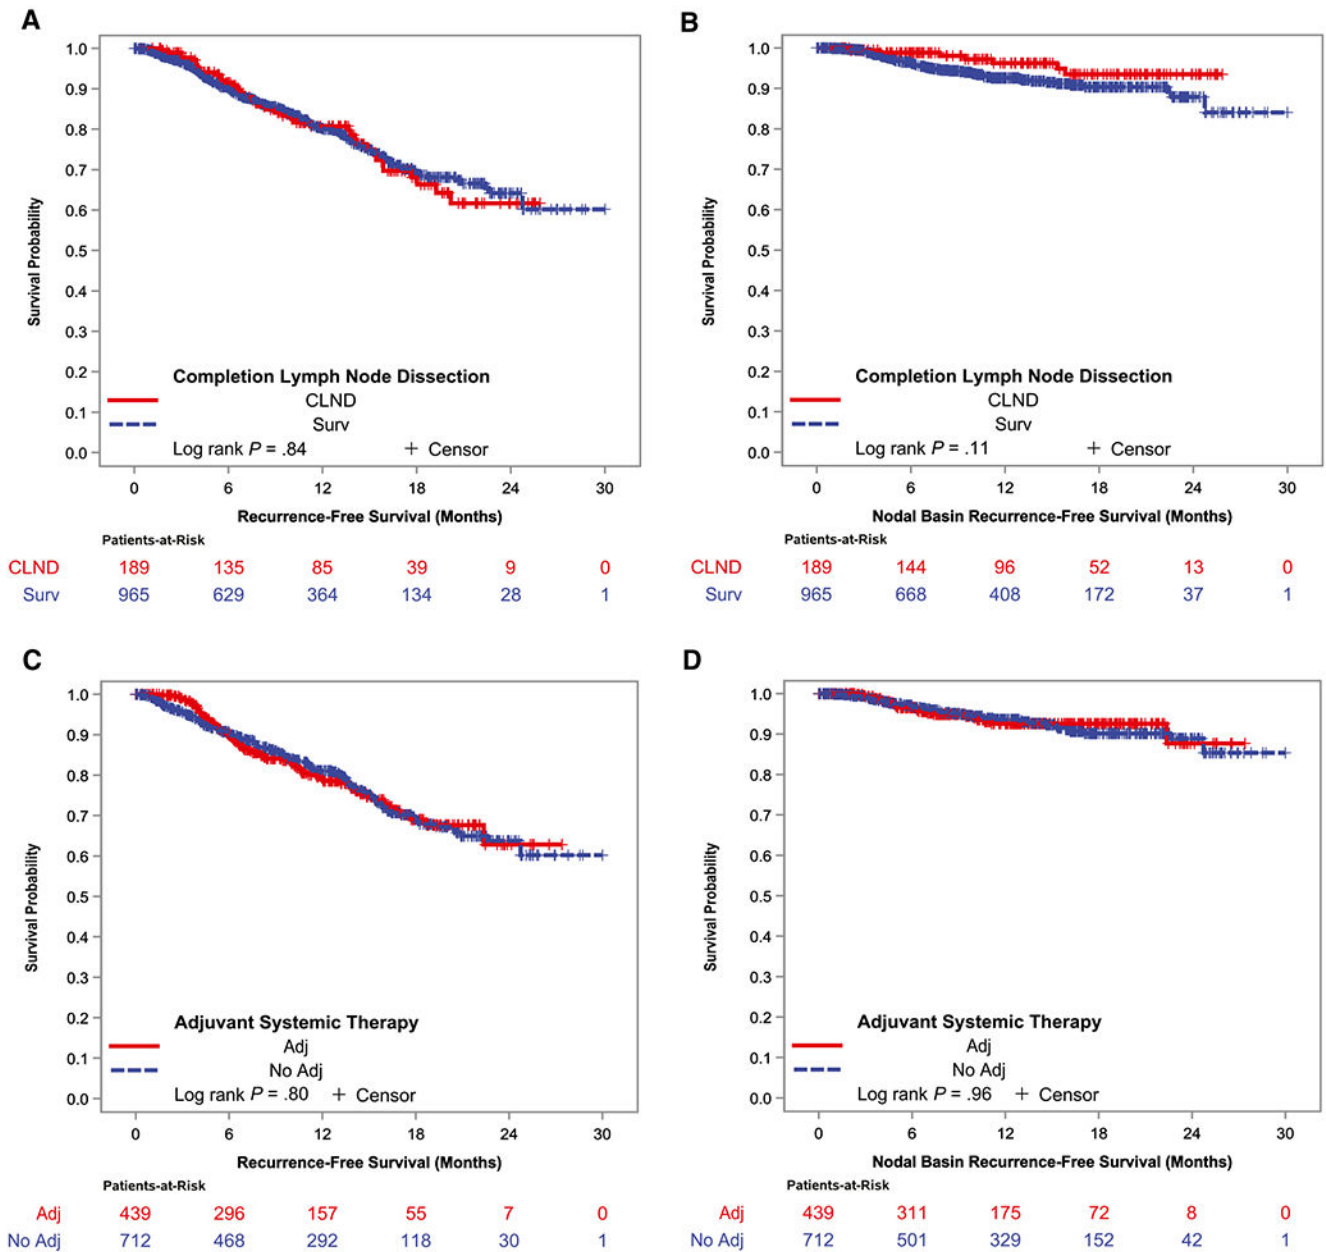 A
1.0
0.9
0.8
0.7
0.6
0.5
0.4
0.3
0.2
0.1
0.0
Survival Probability
Completion Lymph Node Dissection
CLND
Surv
Log rank P = .84 + Censor
0 6 12 18 24 30
Recurrence-Free Survival (Months)
Patients-at-Risk
CLND 189 135 85 39 9 0
Surv 965 629 364 134 28 1
B
1.0
0.9
0.8
0.7
0.6
0.5
0.4
0.3
0.2
0.1
0.0
Survival Probability
Completion Lymph Node Dissection
CLND
Surv
Log rank P = .11 + Censor
0 6 12 18 24 30
Nodal Basin Recurrence-Free Survival (Months)
Patients-at-Risk
CLND 189 144 96 52 13 0
Surv 965 668 408 172 37 1
C
1.0
0.9
0.8
0.7
0.6
0.5
0.4
0.3
0.2
0.1
0.0
Survival Probability
Adjuvant Systemic Therapy
Adj
No Adj
Log rank P = .80 + Censor
0 6 12 18 24 30
Recurrence-Free Survival (Months)
Patients-at-Risk
Adj 439 296 157 55 7 0
No Adj 712 468 292 118 30 1
D
1.0
0.9
0.8
0.7
0.6
0.5
0.4
0.3
0.2
0.1
0.0
Survival Probability
Adjuvant Systemic Therapy
Adj
No Adj
Log rank P = .96 + Censor
0 6 12 18 24 30
Nodal Basin Recurrence-Free Survival (Months)
Patients-at-Risk
Adj 439 311 175 72 8 0
No Adj 712 501 329 152 42 1